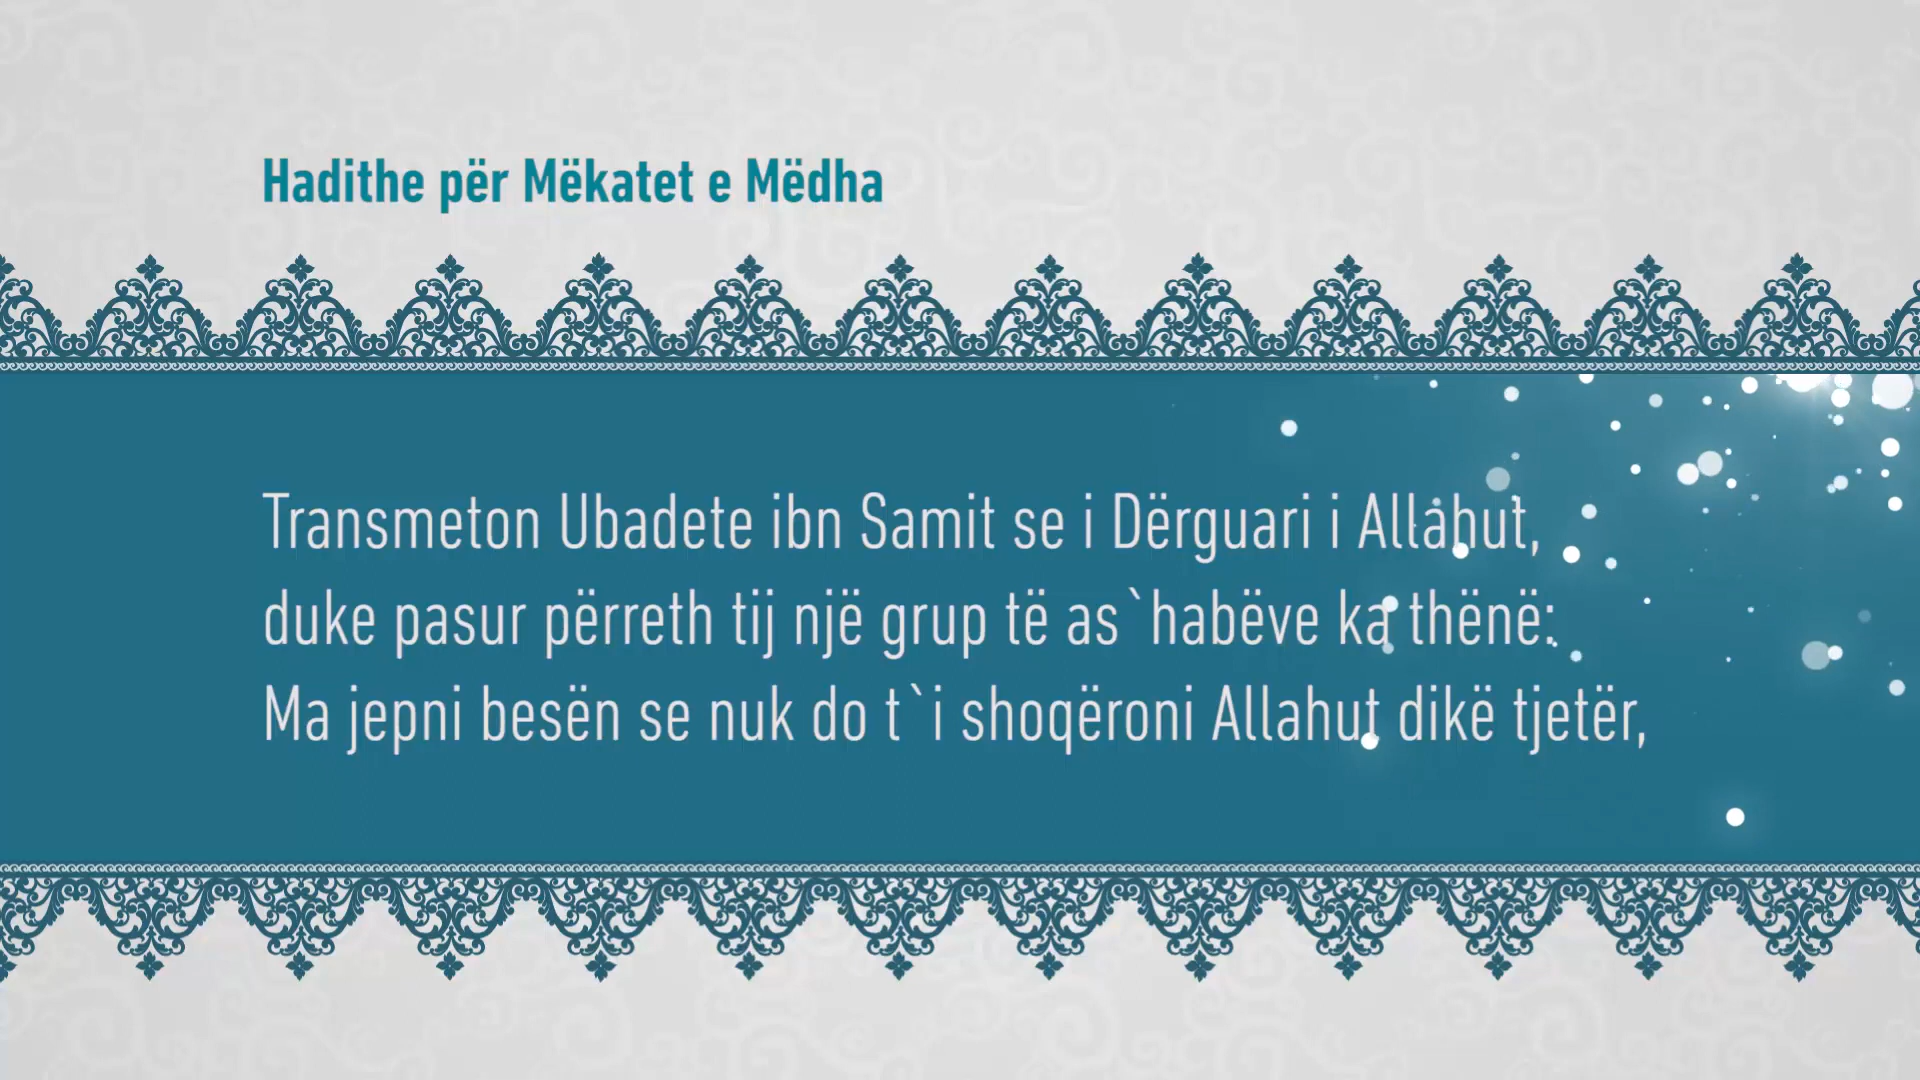 Hadithe për Mëkatet e Mëdha
Transmeton Ubadete ibn Samit se i Dërguari i Allahut,
duke pasur përreth tij një grup të as`habëve ka thënë:
Ma jepni besën se nuk do t`i shoqëroni Allahut dikë tjetër,